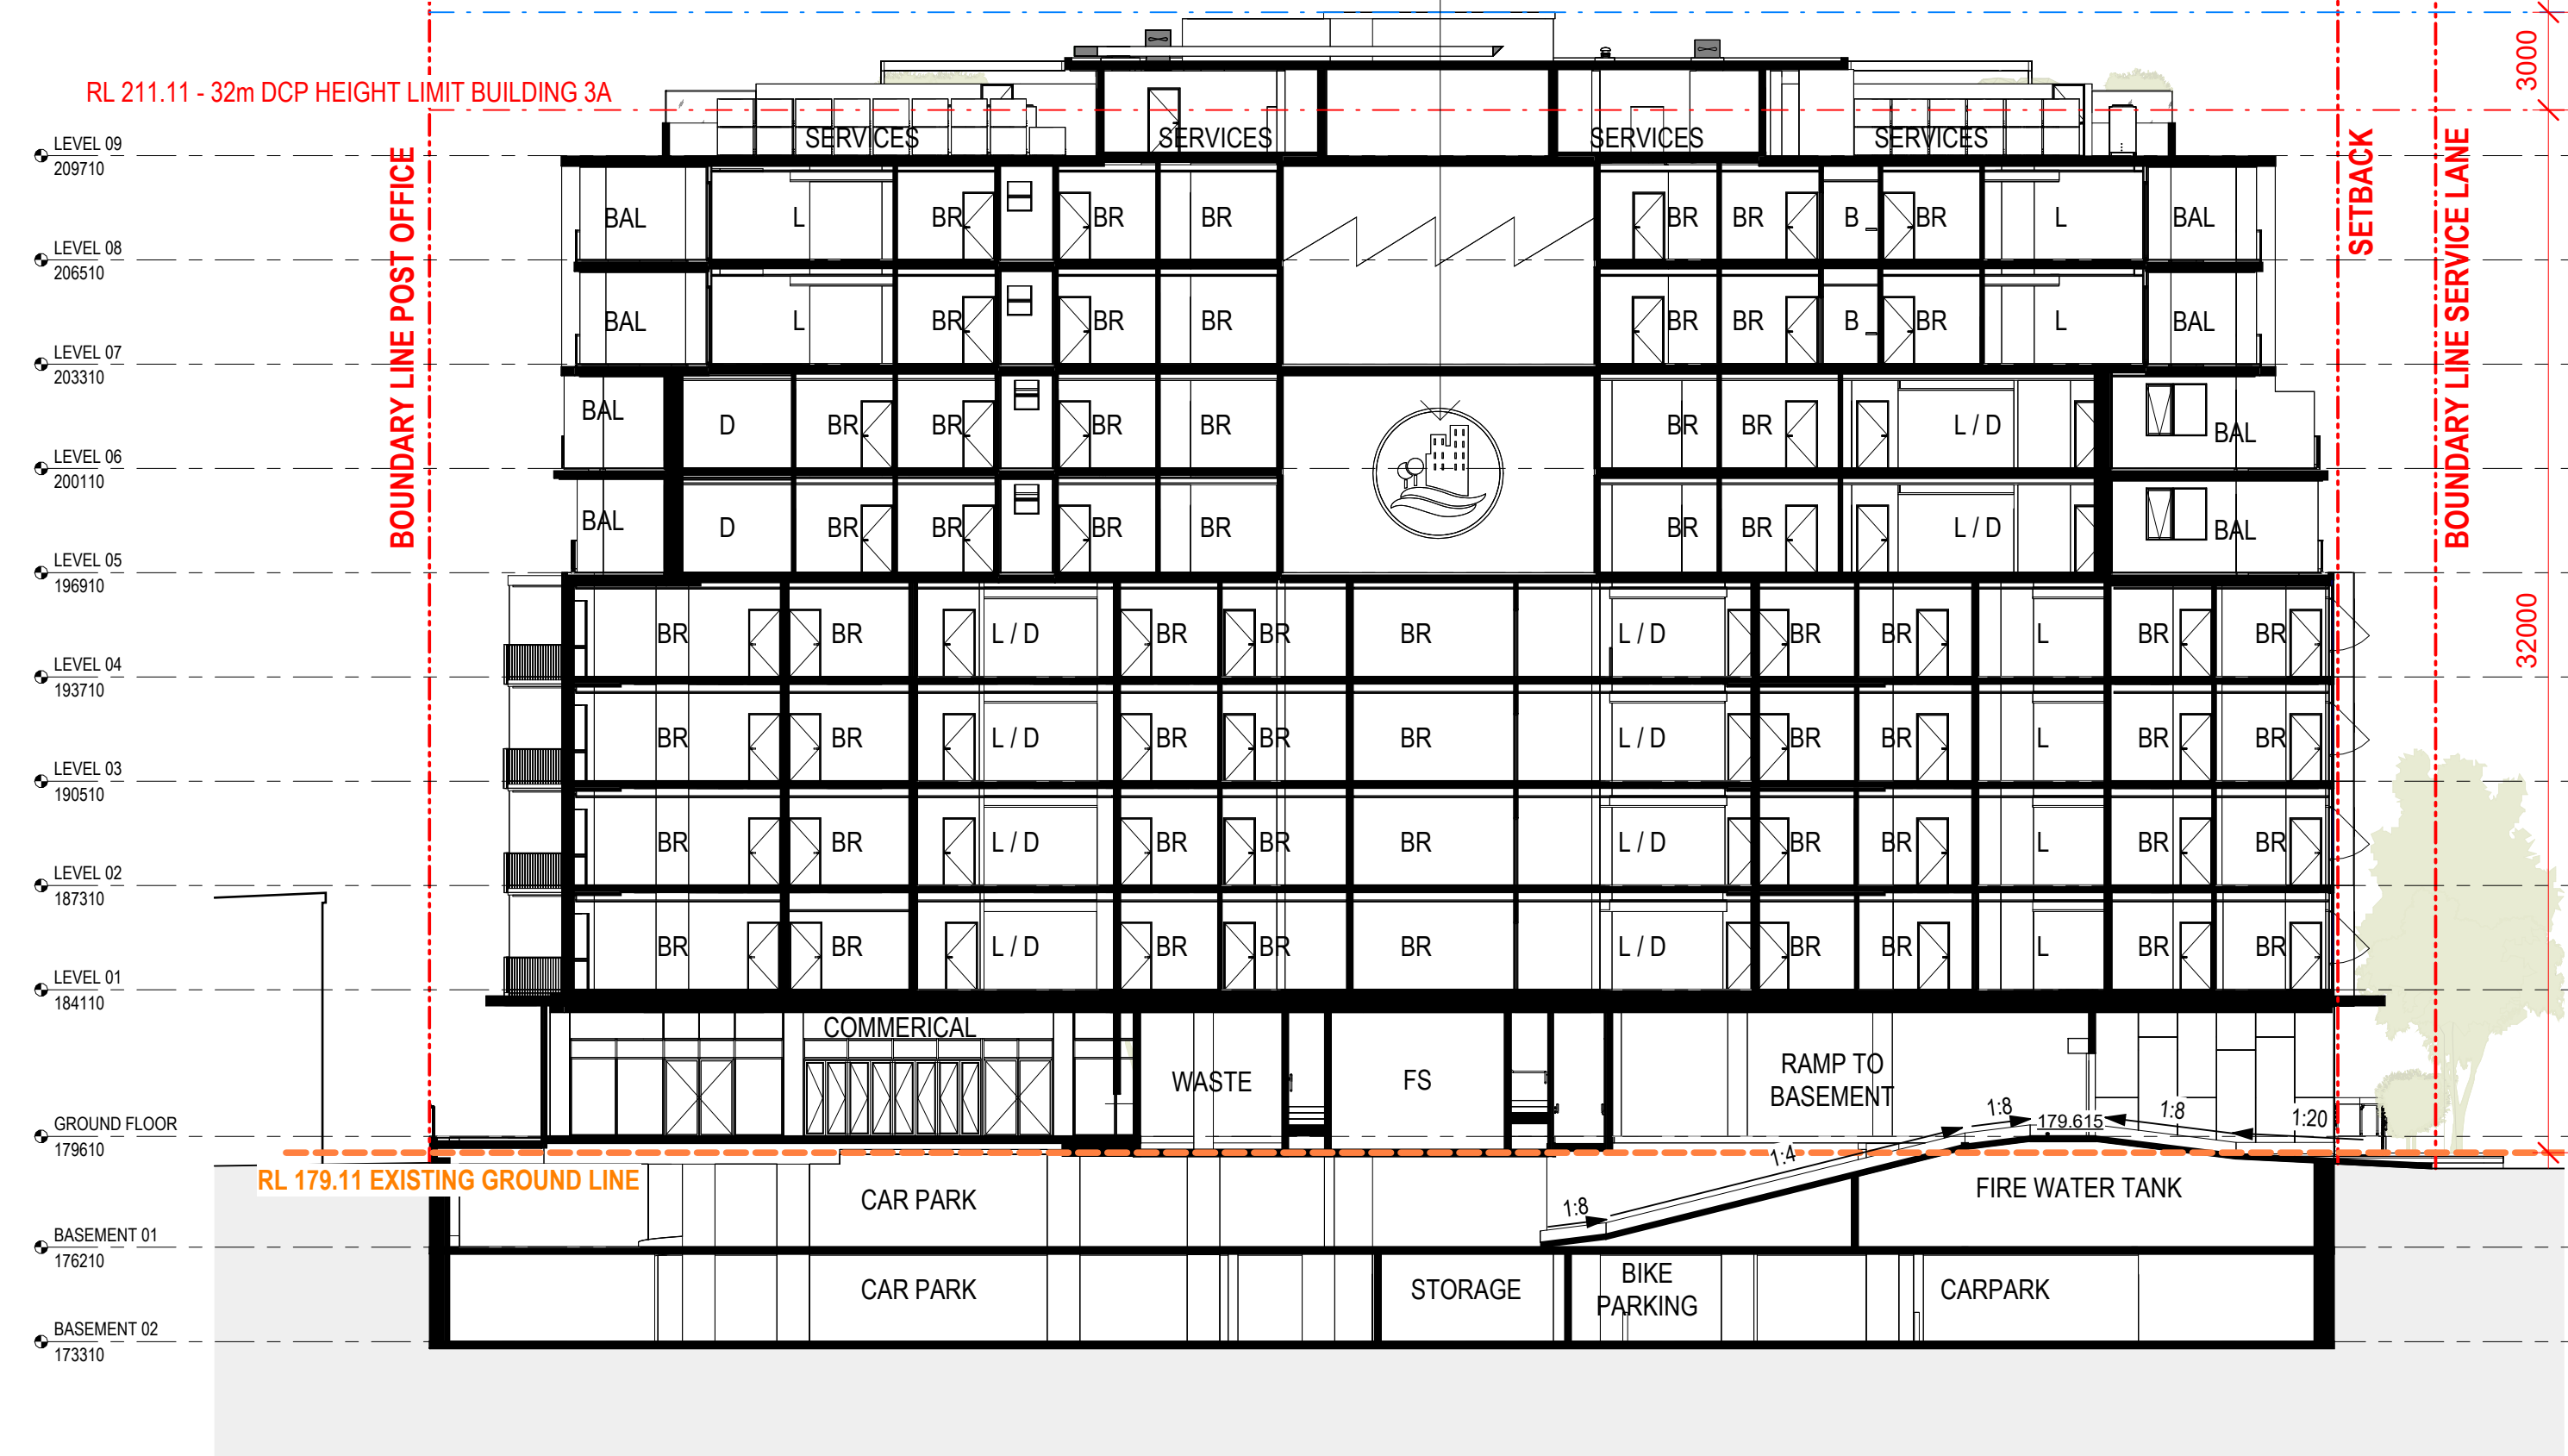 3000
RL 211.11 - 32m DCP HEIGHT LIMIT BUILDING 3A
SERVICES SERVICES SERVICES SERVICES
LEVEL 09
209710
BOUNDARY LINE POST OFFICE
SETBACK
BOUNDARY LINE SERVICE LANE
BAL L BR BR BR BR BR B BR L BAL
LEVEL 08
206510
BAL L BR BR BR BR BR B BR L BAL
LEVEL 07
203310
BAL D BR BR BR BR BR BR L / D BAL
LEVEL 06
200110
BAL D BR BR BR BR BR BR L / D BAL
LEVEL 05
196910
32000
BR BR L / D BR BR BR L / D BR BR L BR BR
LEVEL 04
193710
BR BR L / D BR BR BR L / D BR BR L BR BR
LEVEL 03
190510
BR BR L / D BR BR BR L / D BR BR L BR BR
LEVEL 02
187310
BR BR L / D BR BR BR L / D BR BR L BR BR
LEVEL 01
184110
COMMERICAL
WASTE
FS
RAMP TO
BASEMENT
1:8 179.615 1:8 1:20
GROUND FLOOR
179610
1:4
RL 179.11 EXISTING GROUND LINE
CAR PARK
1:8
FIRE WATER TANK
BASEMENT 01
176210
CAR PARK
STORAGE
BIKE
PARKING
CARPARK
BASEMENT 02
173310